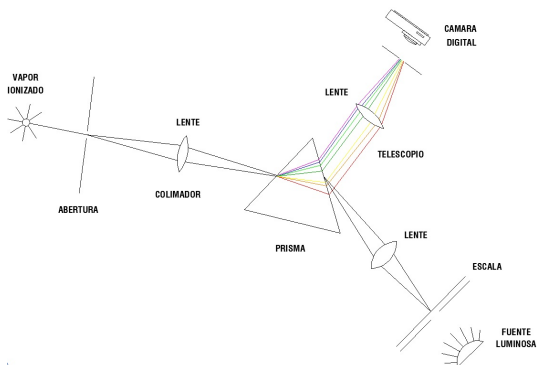 CAMARA
DIGITAL
VAPOR
IONIZADO
LENTE
LENTE
TELESCOPIO
COLIMADOR
ABERTURA
PRISMA
LENTE
ESCALA
FUENTE
LUMINOSA